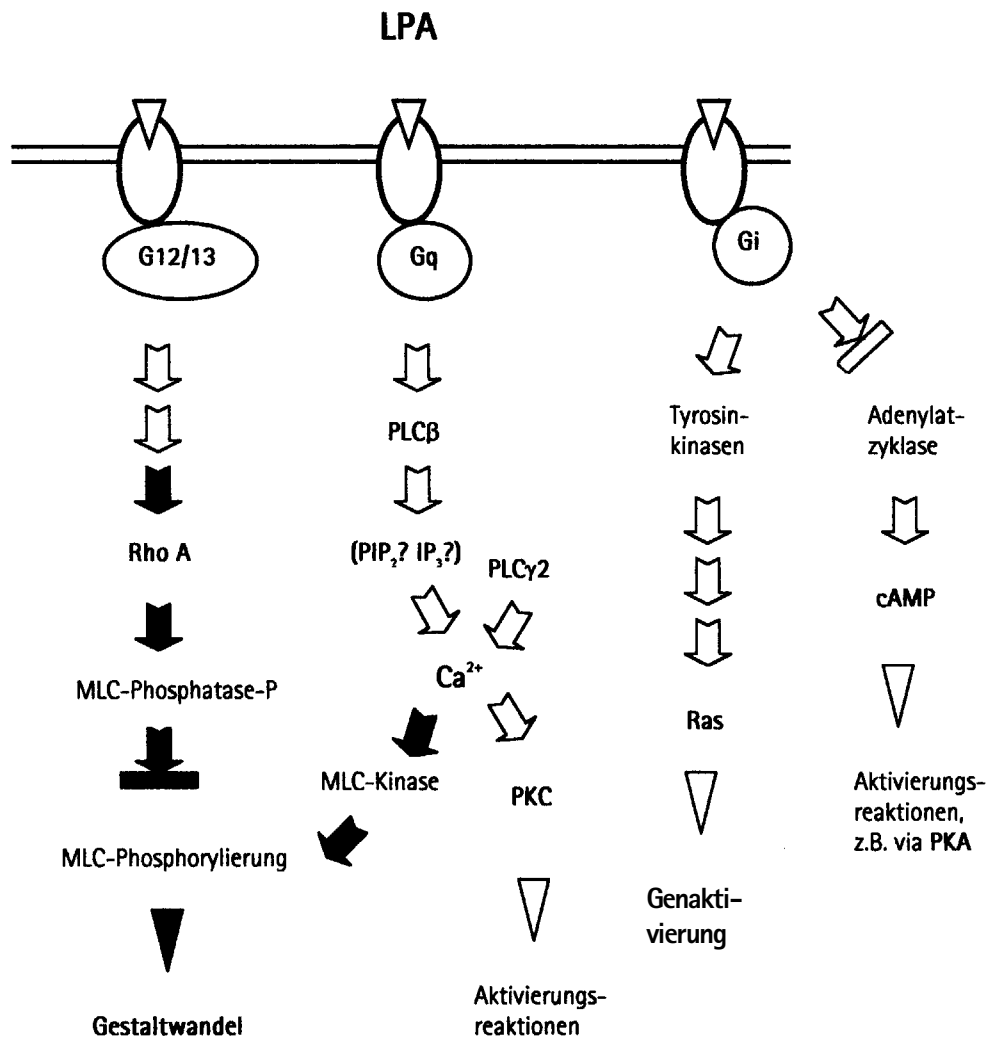 LPA
G12/13
Gq
Gi
PLCβ
Tyrosin-
kinasen
Adenylat-
zyklase
Rho A
(PIP₂? IP₃?)
PLCγ2
cAMP
Ca²⁺
MLC-Phosphatase-P
Ras
MLC-Kinase
PKC
Aktivierungs-
reaktionen,
z.B. via PKA
MLC-Phosphorylierung
Genakti-
vierung
Aktivierungs-
reaktionen
Gestaltwandel